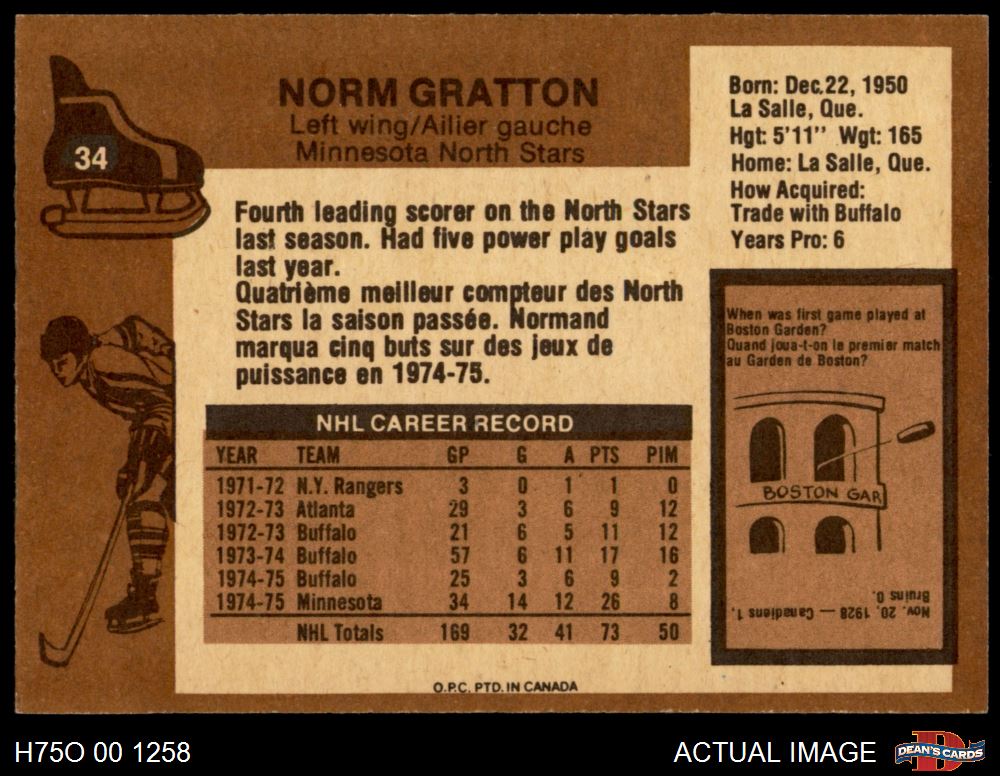 34
NORM GRATTON
Left wing/Ailier gauche
Minnesota North Stars
Born: Dec.22, 1950
La Salle, Que.
Hgt: 5'11'' Wgt: 165
Home: La Salle, Que.
How Acquired:
Trade with Buffalo
Years Pro: 6
Fourth leading scorer on the North Stars
last season. Had five power play goals
last year.
Quatrième meilleur compteur des North
Stars la saison passée. Normand
marqua cinq buts sur des jeux de
puissance en 1974-75.
NHL CAREER RECORD
YEAR TEAM GP G A PTS PIM
1971-72 N.Y. Rangers 3 0 1 1 0
1972-73 Atlanta 29 3 6 9 12
1972-73 Buffalo 21 6 5 11 12
1973-74 Buffalo 57 6 11 17 16
1974-75 Buffalo 25 3 6 9 2
1974-75 Minnesota 34 14 12 26 8
NHL Totals 169 32 41 73 50
When was first game played at
Boston Garden?
Quand joua-t-on le premier match
au Garden de Boston?
BOSTON GAR
Nov. 20, 1928 — Canadiens 1,
Bruins 0.
O.P.C. PTD. IN CANADA
H75O 00 1258
ACTUAL IMAGE
D
DEAN'S CARDS